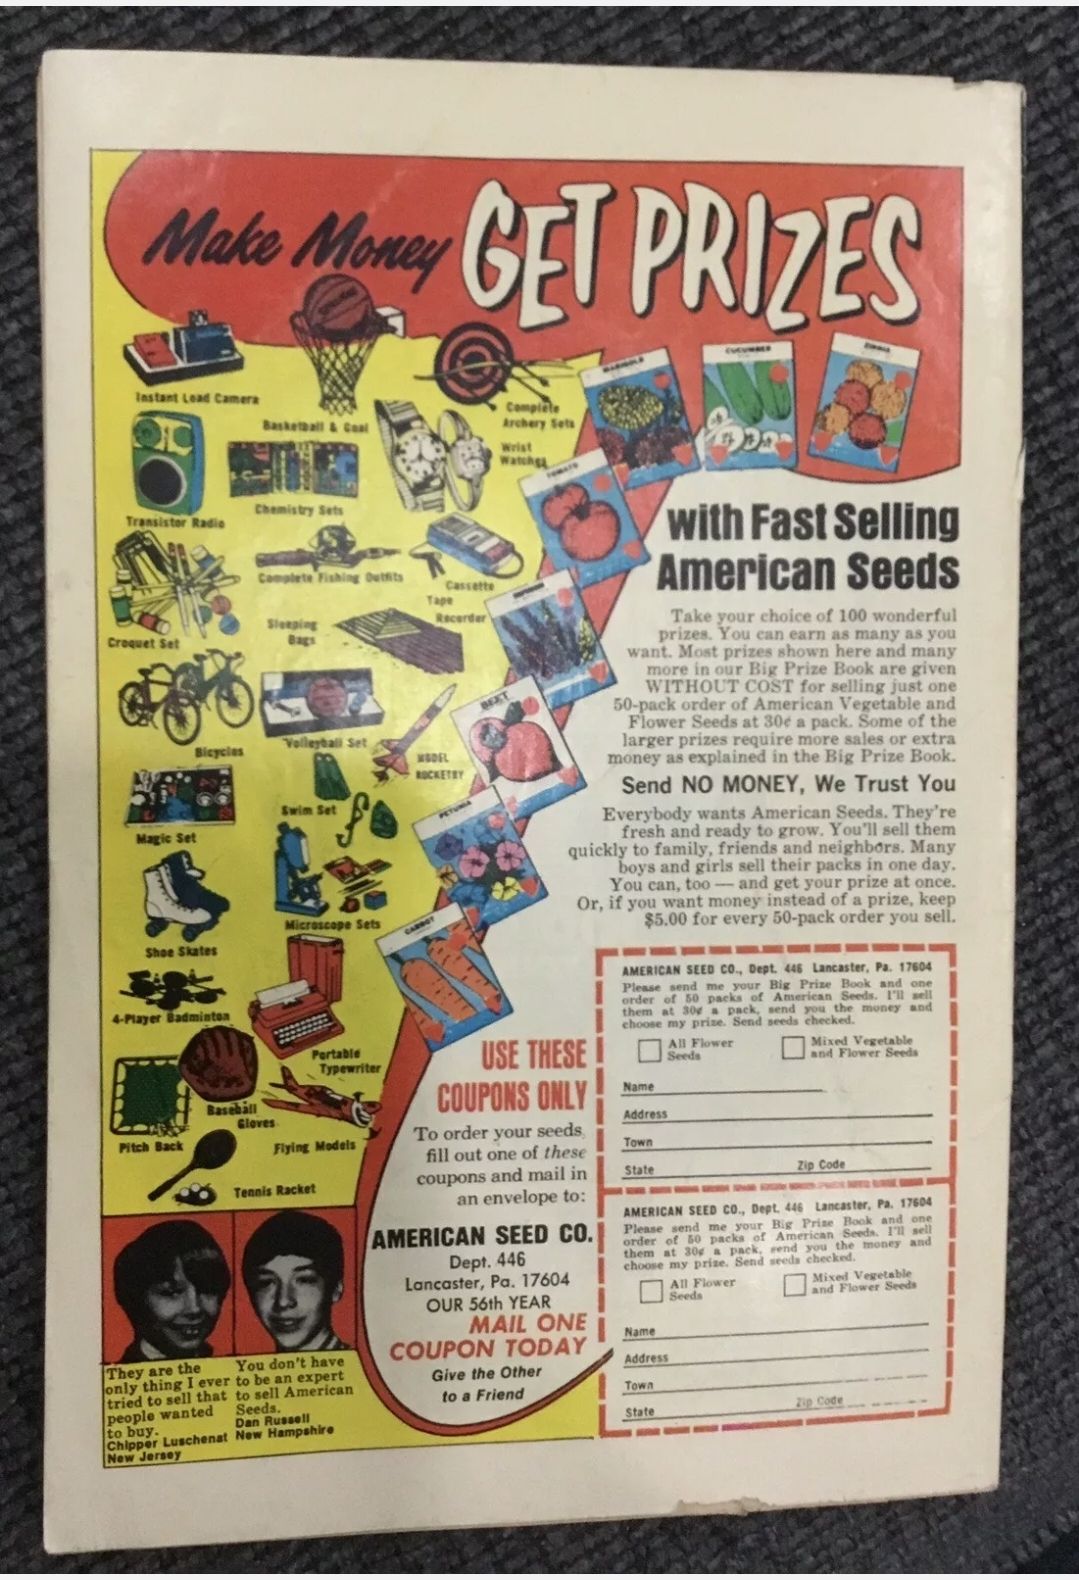 Make Money GET PRIZES
Instant Load Camera
Basketball & Goal
Complete
Archery Sets
Wrist
Watches
Transistor Radio
Chemistry Sets
Complete Fishing Outfits
Cassette
Tape
Recorder
Croquet Set
Sleeping
Bags
Bicycles
Volleyball Set
MODEL
ROCKETRY
Magic Set
Swim Set
Shoe Skates
Microscope Sets
4-Player Badminton
Portable
Typewriter
Pitch Back
Baseball
Gloves
Flying Models
Tennis Racket
MARIGOLD
CUCUMBER
ZINNIA
TOMATO
BEET
PETUNIA
CARROT
with Fast Selling
American Seeds
Take your choice of 100 wonderful
prizes. You can earn as many as you
want. Most prizes shown here and many
more in our Big Prize Book are given
WITHOUT COST for selling just one
50-pack order of American Vegetable and
Flower Seeds at 30¢ a pack. Some of the
larger prizes require more sales or extra
money as explained in the Big Prize Book.
Send NO MONEY, We Trust You
Everybody wants American Seeds. They're
fresh and ready to grow. You'll sell them
quickly to family, friends and neighbors. Many
boys and girls sell their packs in one day.
You can, too — and get your prize at once.
Or, if you want money instead of a prize, keep
$5.00 for every 50-pack order you sell.
USE THESE
COUPONS ONLY
To order your seeds,
fill out one of these
coupons and mail in
an envelope to:
AMERICAN SEED CO.
Dept. 446
Lancaster, Pa. 17604
OUR 56th YEAR
MAIL ONE
COUPON TODAY
Give the Other
to a Friend
AMERICAN SEED CO., Dept. 446 Lancaster, Pa. 17604
Please send me your Big Prize Book and one
order of 50 packs of American Seeds. I'll sell
them at 30¢ a pack, send you the money and
choose my prize. Send seeds checked.
All Flower
Seeds
Mixed Vegetable
and Flower Seeds
Name
Address
Town
State Zip Code
AMERICAN SEED CO., Dept. 446 Lancaster, Pa. 17604
Please send me your Big Prize Book and one
order of 50 packs of American Seeds. I'll sell
them at 30¢ a pack, send you the money and
choose my prize. Send seeds checked.
All Flower
Seeds
Mixed Vegetable
and Flower Seeds
Name
Address
Town
State Zip Code
They are the
only thing I ever
tried to sell that
people wanted
to buy.
Chipper Luschenat
New Jersey
You don't have
to be an expert
to sell American
Seeds.
Dan Russell
New Hampshire